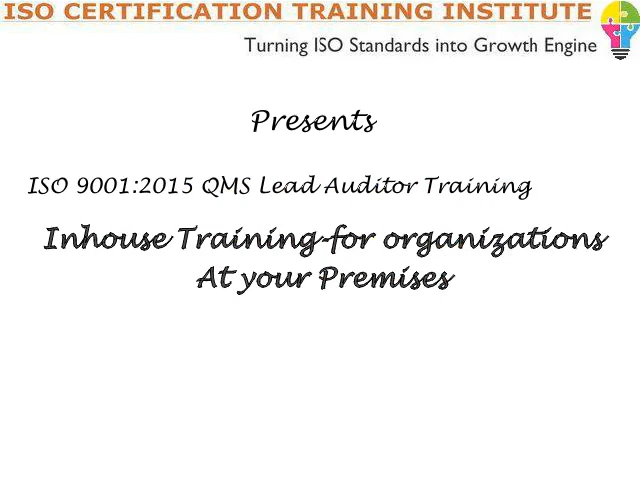 ISO CERTIFICATION TRAINING INSTITUTE
Turning ISO Standards into Growth Engine
Presents
ISO 9001:2015 QMS Lead Auditor Training
Inhouse Training-for organizations
At your Premises